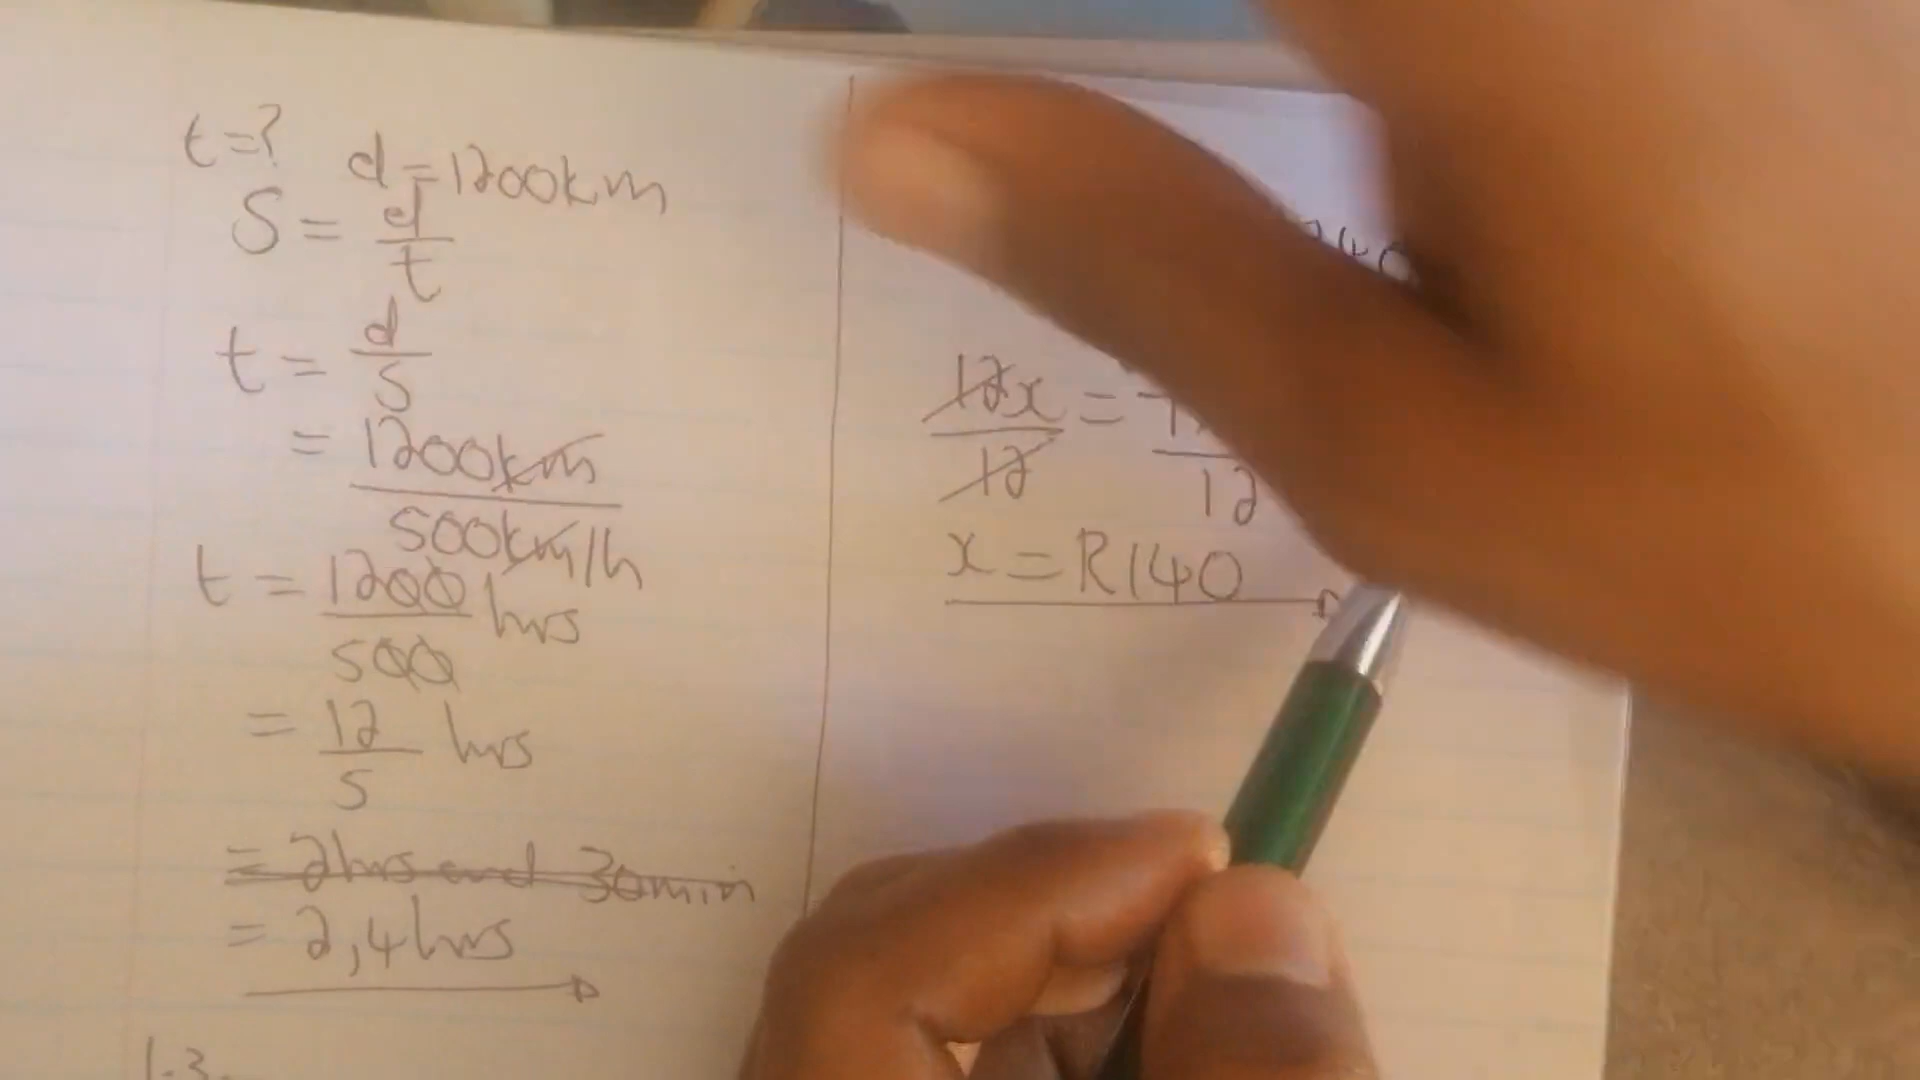 t=?
d=1200km
S = d/t
t = d/S
= 1200km/500km/h
t = 1200/500 hrs
= 12/5 hrs
= 2hrs and 30min
= 2,4hrs
1.3.
12x/12 = /12
x = R140